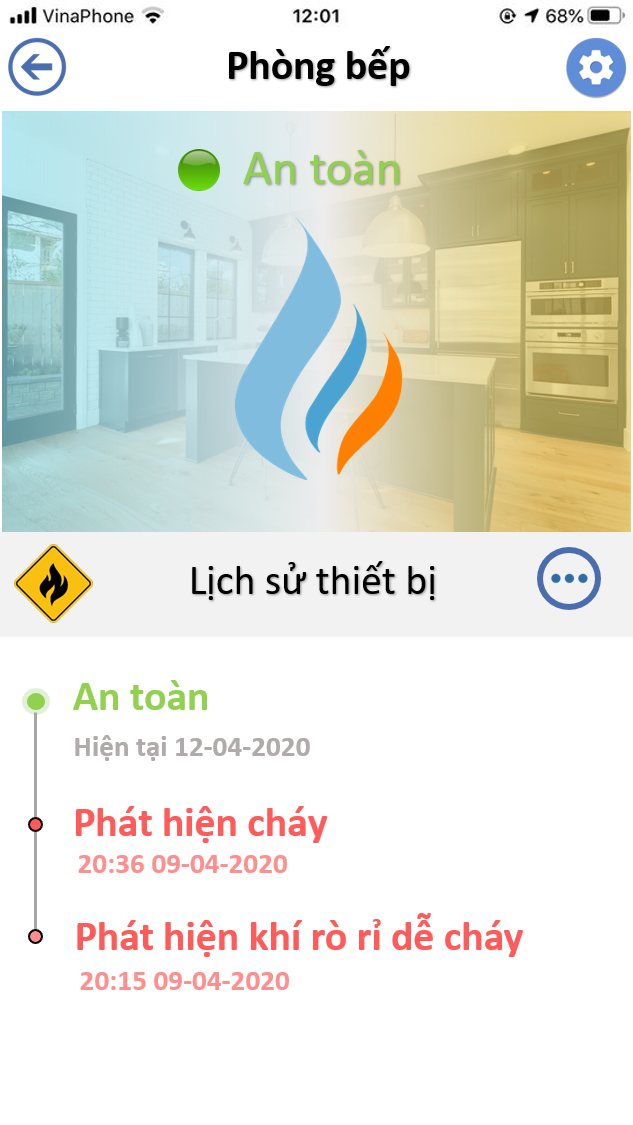 VinaPhone 12:01 68%
Phòng bếp
An toàn
Lịch sử thiết bị
An toàn
Hiện tại 12-04-2020
Phát hiện cháy
20:36 09-04-2020
Phát hiện khí rò rỉ dễ cháy
20:15 09-04-2020